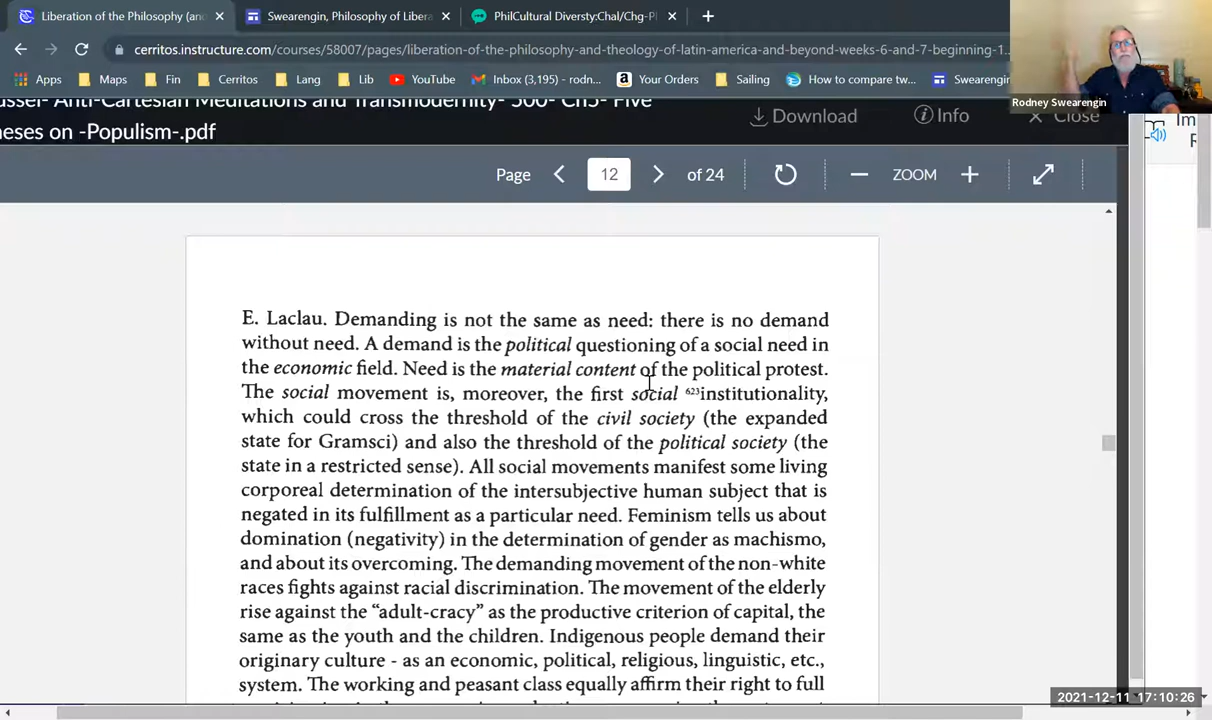 Liberation of the Philosophy (an
Swearengin, Philosophy of Libera
PhilCultural Diversty:Chal/Chg-P
cerritos.instructure.com/courses/58007/pages/liberation-of-the-philosophy-and-theology-of-latin-america-and-beyond-weeks-6-and-7-beginning-1...
Apps Maps Fin Cerritos Lang Lib YouTube Inbox (3,195) - rodn... Your Orders Sailing How to compare tw... Swearengin
Rodney Swearengin
ussel- Anti-Cartesian Meditations and Transmodernity- 300- Ch5- Five
heses on -Populism-.pdf
Download Info Close
Im
R
Page 12 of 24 ZOOM
E. Laclau. Demanding is not the same as need: there is no demand
without need. A demand is the political questioning of a social need in
the economic field. Need is the material content of the political protest.
The social movement is, moreover, the first social 623institutionality,
which could cross the threshold of the civil society (the expanded
state for Gramsci) and also the threshold of the political society (the
state in a restricted sense). All social movements manifest some living
corporeal determination of the intersubjective human subject that is
negated in its fulfillment as a particular need. Feminism tells us about
domination (negativity) in the determination of gender as machismo,
and about its overcoming. The demanding movement of the non-white
races fights against racial discrimination. The movement of the elderly
rise against the “adult-cracy” as the productive criterion of capital, the
same as the youth and the children. Indigenous people demand their
originary culture - as an economic, political, religious, linguistic, etc.,
system. The working and peasant class equally affirm their right to full
2021-12-11 17:10:26